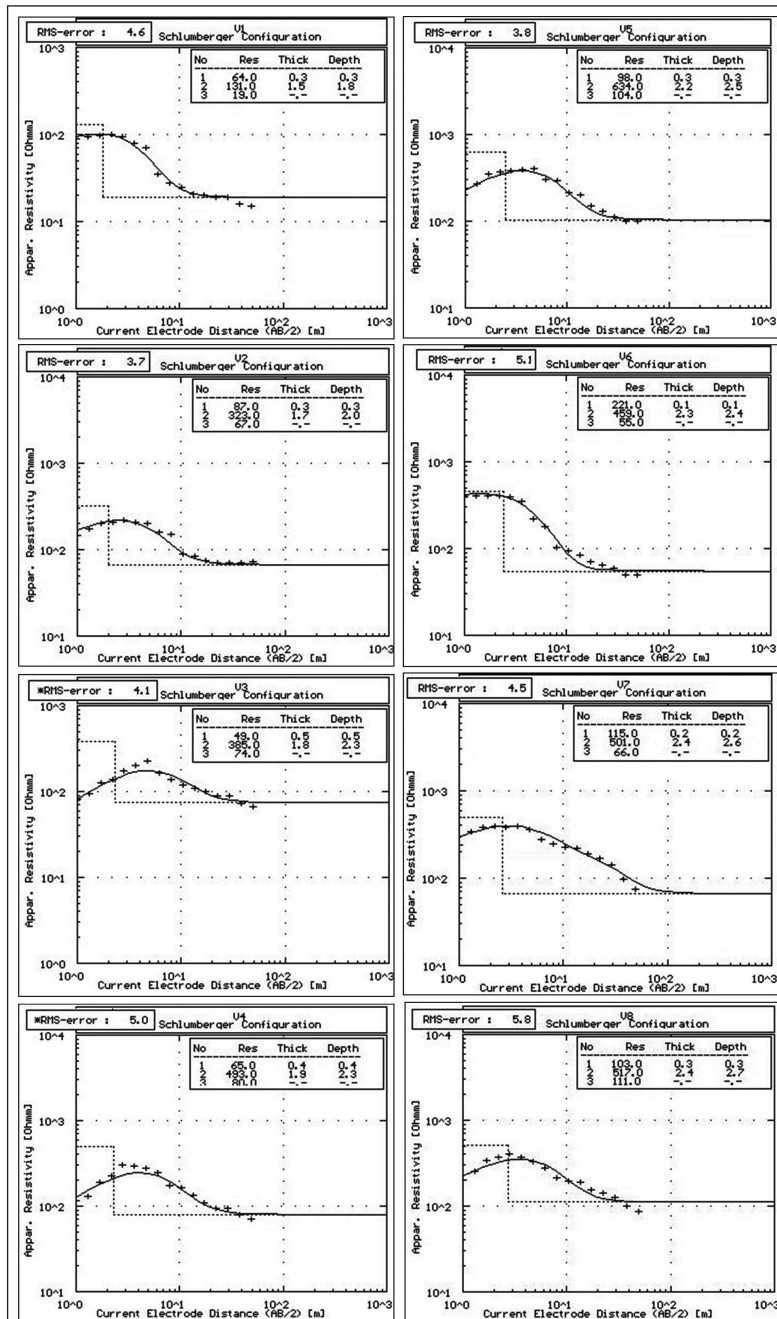 RMS-error : 4.6
V1
Schlumberger Configuration
No Res Thick Depth
1 64.0 0.3 0.3
2 131.0 1.5 1.8
3 19.0 -.- -.-
Appar. Resistivity [Ohmm]
10^3
10^2
10^1
10^0
10^0 10^1 10^2 10^3
Current Electrode Distance (AB/2) [m]
RMS-error : 3.7
V2
Schlumberger Configuration
No Res Thick Depth
1 87.0 0.3 0.3
2 323.0 1.7 2.0
3 67.0 -.- -.-
Appar. Resistivity [Ohmm]
10^4
10^3
10^2
10^1
10^0 10^1 10^2 10^3
Current Electrode Distance (AB/2) [m]
*RMS-error : 4.1
V3
Schlumberger Configuration
No Res Thick Depth
1 49.0 0.5 0.5
2 385.0 1.8 2.3
3 74.0 -.- -.-
Appar. Resistivity [Ohmm]
10^3
10^2
10^1
10^0
10^0 10^1 10^2 10^3
Current Electrode Distance (AB/2) [m]
*RMS-error : 5.0
V4
Schlumberger Configuration
No Res Thick Depth
1 65.0 0.4 0.4
2 493.0 1.9 2.3
3 80.0 -.- -.-
Appar. Resistivity [Ohmm]
10^4
10^3
10^2
10^1
10^0 10^1 10^2 10^3
Current Electrode Distance (AB/2) [m]
RMS-error : 3.8
V5
Schlumberger Configuration
No Res Thick Depth
1 98.0 0.3 0.3
2 634.0 2.2 2.5
3 104.0 -.- -.-
Appar. Resistivity [Ohmm]
10^4
10^3
10^2
10^1
10^0 10^1 10^2 10^3
Current Electrode Distance (AB/2) [m]
RMS-error : 5.1
V6
Schlumberger Configuration
No Res Thick Depth
1 221.0 0.1 0.1
2 459.0 2.3 2.4
3 55.0 -.- -.-
Appar. Resistivity [Ohmm]
10^4
10^3
10^2
10^1
10^0 10^1 10^2 10^3
Current Electrode Distance (AB/2) [m]
RMS-error : 4.5
V7
Schlumberger Configuration
No Res Thick Depth
1 115.0 0.2 0.2
2 501.0 2.4 2.6
3 66.0 -.- -.-
Appar. Resistivity [Ohmm]
10^4
10^3
10^2
10^1
10^0 10^1 10^2 10^3
Current Electrode Distance (AB/2) [m]
RMS-error : 5.8
V8
Schlumberger Configuration
No Res Thick Depth
1 103.0 0.3 0.3
2 517.0 2.4 2.7
3 111.0 -.- -.-
Appar. Resistivity [Ohmm]
10^4
10^3
10^2
10^1
10^0 10^1 10^2 10^3
Current Electrode Distance (AB/2) [m]